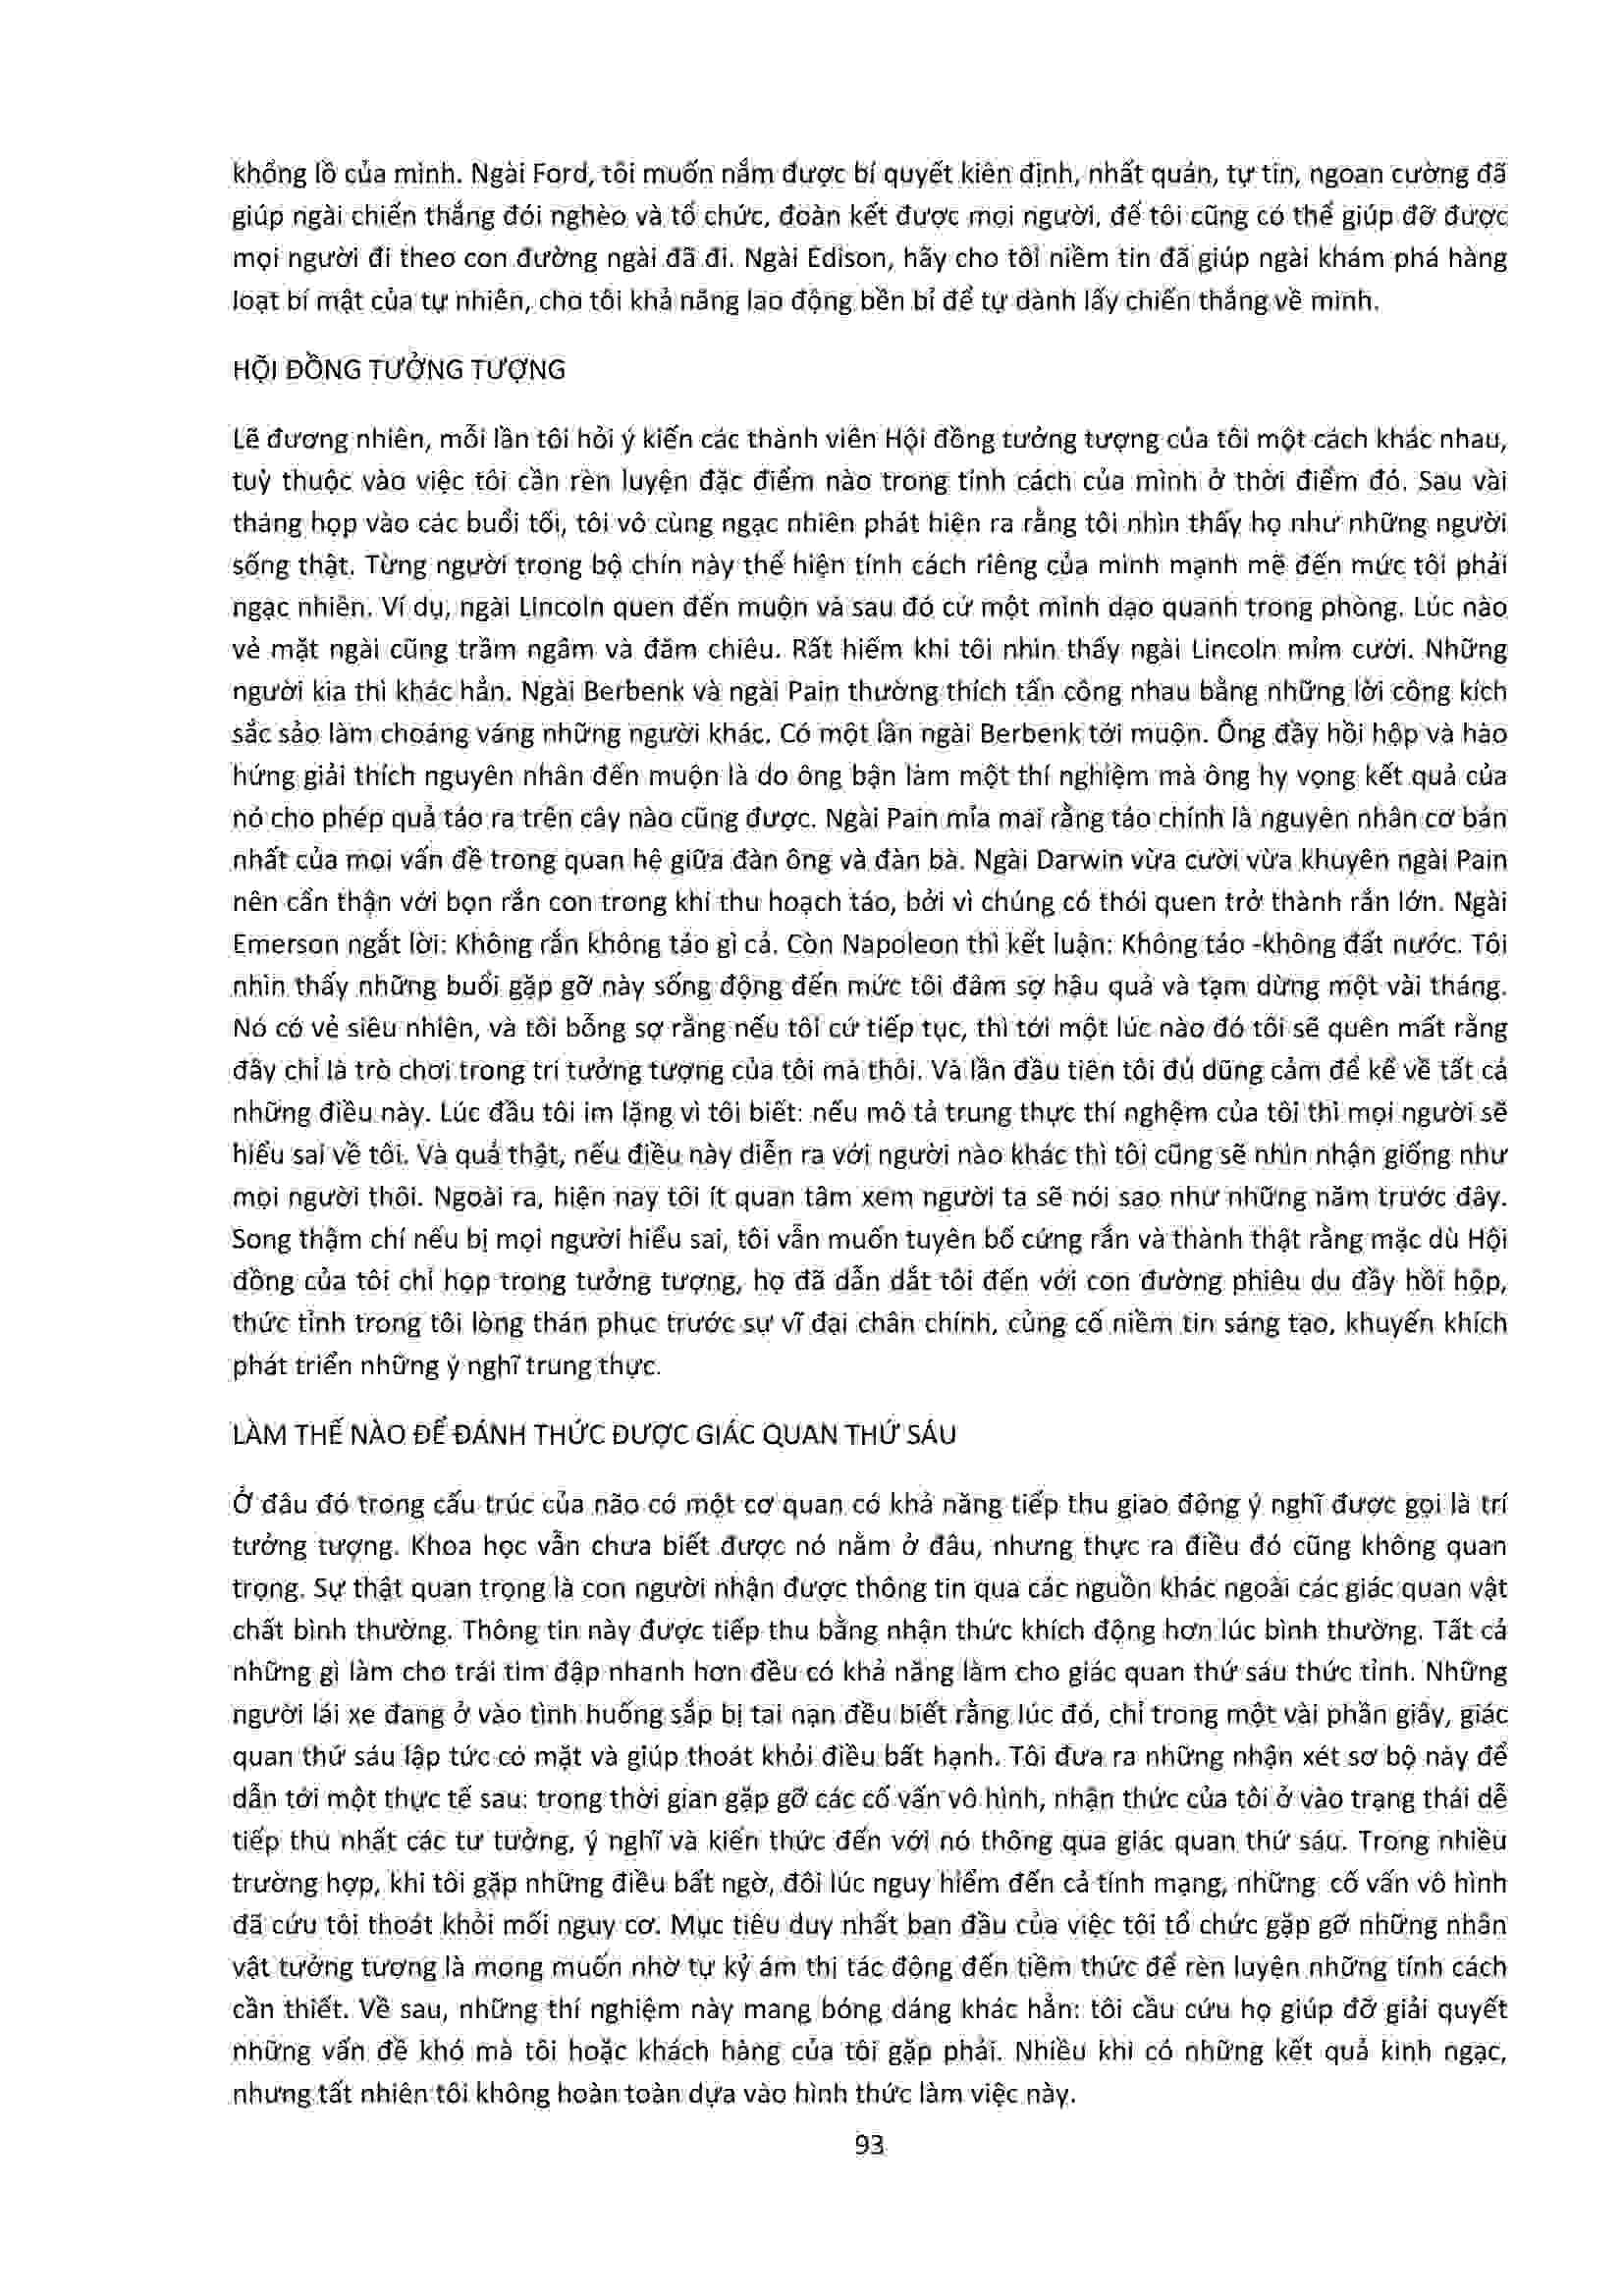 khổng lồ của mình. Ngài Ford, tôi muốn nắm được bí quyết kiên định, nhất quán, tự tin, ngoan cường đã
giúp ngài chiến thắng đói nghèo và tổ chức, đoàn kết được mọi người, để tôi cũng có thể giúp đỡ được
mọi người đi theo con đường ngài đã đi. Ngài Edison, hãy cho tôi niềm tin đã giúp ngài khám phá hàng
loạt bí mật của tự nhiên, cho tôi khả năng lao động bền bỉ để tự dành lấy chiến thắng về mình.
HỘI ĐỒNG TƯỞNG TƯỢNG
Lẽ đương nhiên, mỗi lần tôi hỏi ý kiến các thành viên Hội đồng tưởng tượng của tôi một cách khác nhau,
tuỳ thuộc vào việc tôi cần rèn luyện đặc điểm nào trong tính cách của mình ở thời điểm đó. Sau vài
tháng họp vào các buổi tối, tôi vô cùng ngạc nhiên phát hiện ra rằng tôi nhìn thấy họ như những người
sống thật. Từng người trong bộ chín này thể hiện tính cách riêng của mình mạnh mẽ đến mức tôi phải
ngạc nhiên. Ví dụ, ngài Lincoln quen đến muộn và sau đó cứ một mình dạo quanh trong phòng. Lúc nào
vẻ mặt ngài cũng trầm ngâm và đăm chiêu. Rất hiếm khi tôi nhìn thấy ngài Lincoln mỉm cười. Những
người kia thì khác hẳn. Ngài Berbenk và ngài Pain thường thích tấn công nhau bằng những lời công kích
sắc sảo làm choáng váng những người khác. Có một lần ngài Berbenk tới muộn. Ông đầy hồi hộp và hào
hứng giải thích nguyên nhân đến muộn là do ông bận làm một thí nghiệm mà ông hy vọng kết quả của
nó cho phép quả táo ra trên cây nào cũng được. Ngài Pain mỉa mai rằng táo chính là nguyên nhân cơ bản
nhất của mọi vấn đề trong quan hệ giữa đàn ông và đàn bà. Ngài Darwin vừa cười vừa khuyên ngài Pain
nên cẩn thận với bọn rắn con trong khi thu hoạch táo, bởi vì chúng có thói quen trở thành rắn lớn. Ngài
Emerson ngắt lời: Không rắn không táo gì cả. Còn Napoleon thì kết luận: Không táo -không đất nước. Tôi
nhìn thấy những buổi gặp gỡ này sống động đến mức tôi đâm sợ hậu quả và tạm dừng một vài tháng.
Nó có vẻ siêu nhiên, và tôi bỗng sợ rằng nếu tôi cứ tiếp tục, thì tới một lúc nào đó tôi sẽ quên mất rằng
đây chỉ là trò chơi trong trí tưởng tượng của tôi mà thôi. Và lần đầu tiên tôi đủ dũng cảm để kể về tất cả
những điều này. Lúc đầu tôi im lặng vì tôi biết: nếu mô tả trung thực thí nghệm của tôi thì mọi người sẽ
hiểu sai về tôi. Và quả thật, nếu điều này diễn ra với người nào khác thì tôi cũng sẽ nhìn nhận giống như
mọi người thôi. Ngoài ra, hiện nay tôi ít quan tâm xem người ta sẽ nói sao như những năm trước đây.
Song thậm chí nếu bị mọi người hiểu sai, tôi vẫn muốn tuyên bố cứng rắn và thành thật rằng mặc dù Hội
đồng của tôi chỉ họp trong tưởng tượng, họ đã dẫn dắt tôi đến với con đường phiêu du đầy hồi hộp,
thức tỉnh trong tôi lòng thán phục trước sự vĩ đại chân chính, củng cố niềm tin sáng tạo, khuyến khích
phát triển những ý nghĩ trung thực.
LÀM THẾ NÀO ĐỂ ĐÁNH THỨC ĐƯỢC GIÁC QUAN THỨ SÁU
Ở đâu đó trong cấu trúc của não có một cơ quan có khả năng tiếp thu giao động ý nghĩ được gọi là trí
tưởng tượng. Khoa học vẫn chưa biết được nó nằm ở đâu, nhưng thực ra điều đó cũng không quan
trọng. Sự thật quan trọng là con người nhận được thông tin qua các nguồn khác ngoài các giác quan vật
chất bình thường. Thông tin này được tiếp thu bằng nhận thức khích động hơn lúc bình thường. Tất cả
những gì làm cho trái tim đập nhanh hơn đều có khả năng làm cho giác quan thứ sáu thức tỉnh. Những
người lái xe đang ở vào tình huống sắp bị tai nạn đều biết rằng lúc đó, chỉ trong một vài phần giây, giác
quan thứ sáu lập tức có mặt và giúp thoát khỏi điều bất hạnh. Tôi đưa ra những nhận xét sơ bộ này để
dẫn tới một thực tế sau: trong thời gian gặp gỡ các cố vấn vô hình, nhận thức của tôi ở vào trạng thái dễ
tiếp thu nhất các tư tưởng, ý nghĩ và kiến thức đến với nó thông qua giác quan thứ sáu. Trong nhiều
trường hợp, khi tôi gặp những điều bất ngờ, đôi lúc nguy hiểm đến cả tính mạng, những cố vấn vô hình
đã cứu tôi thoát khỏi mối nguy cơ. Mục tiêu duy nhất ban đầu của việc tôi tổ chức gặp gỡ những nhân
vật tưởng tượng là mong muốn nhờ tự kỷ ám thị tác động đến tiềm thức để rèn luyện những tính cách
cần thiết. Về sau, những thí nghiệm này mang bóng dáng khác hẳn: tôi cầu cứu họ giúp đỡ giải quyết
những vấn đề khó mà tôi hoặc khách hàng của tôi gặp phải. Nhiều khi có những kết quả kinh ngạc,
nhưng tất nhiên tôi không hoàn toàn dựa vào hình thức làm việc này.
93